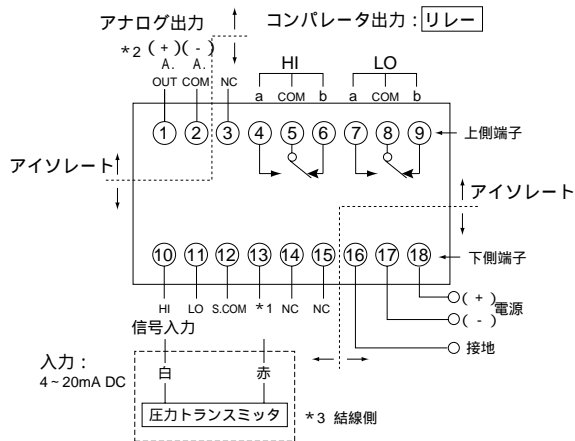 アナログ出力
コンパレータ出力：リレー
*2 (+)(-)
A. A.
OUT COM NC
HI LO
a COM b a COM b
1 2 3 4 5 6 7 8 9
上側端子
アイソレート
アイソレート
10 11 12 13 14 15 16 17 18
下側端子
HI LO S.COM *1 NC NC
(+)
電源
(-)
信号入力
接地
入力：
4~20mA DC
白 赤
圧力トランスミッタ
*3 結線側